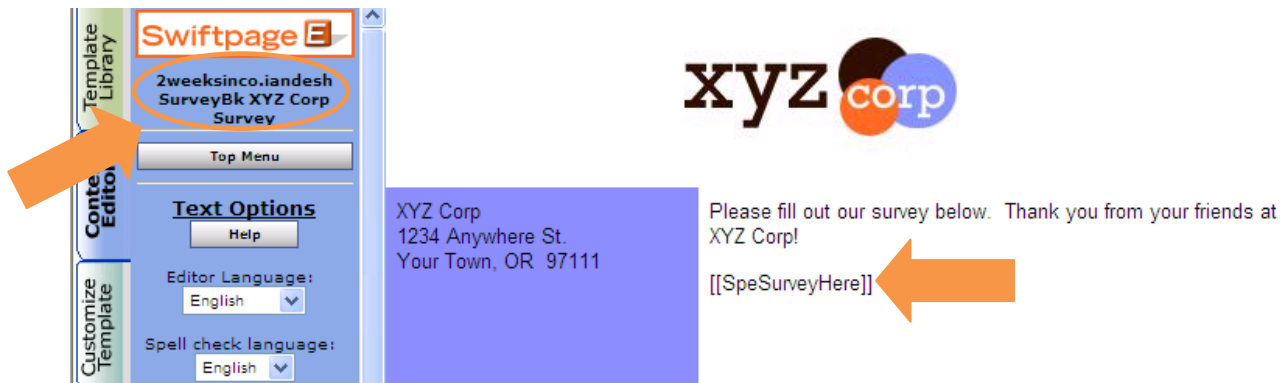 Template
Library
Content
Editor
Customize
Template
Swiftpage E
2weeksinco.iandesh
SurveyBk XYZ Corp
Survey
Top Menu
Text Options
Help
Editor Language:
English
Spell check language:
English
xyz corp
XYZ Corp
1234 Anywhere St.
Your Town, OR 97111
Please fill out our survey below. Thank you from your friends at
XYZ Corp!
[[SpeSurveyHere]]